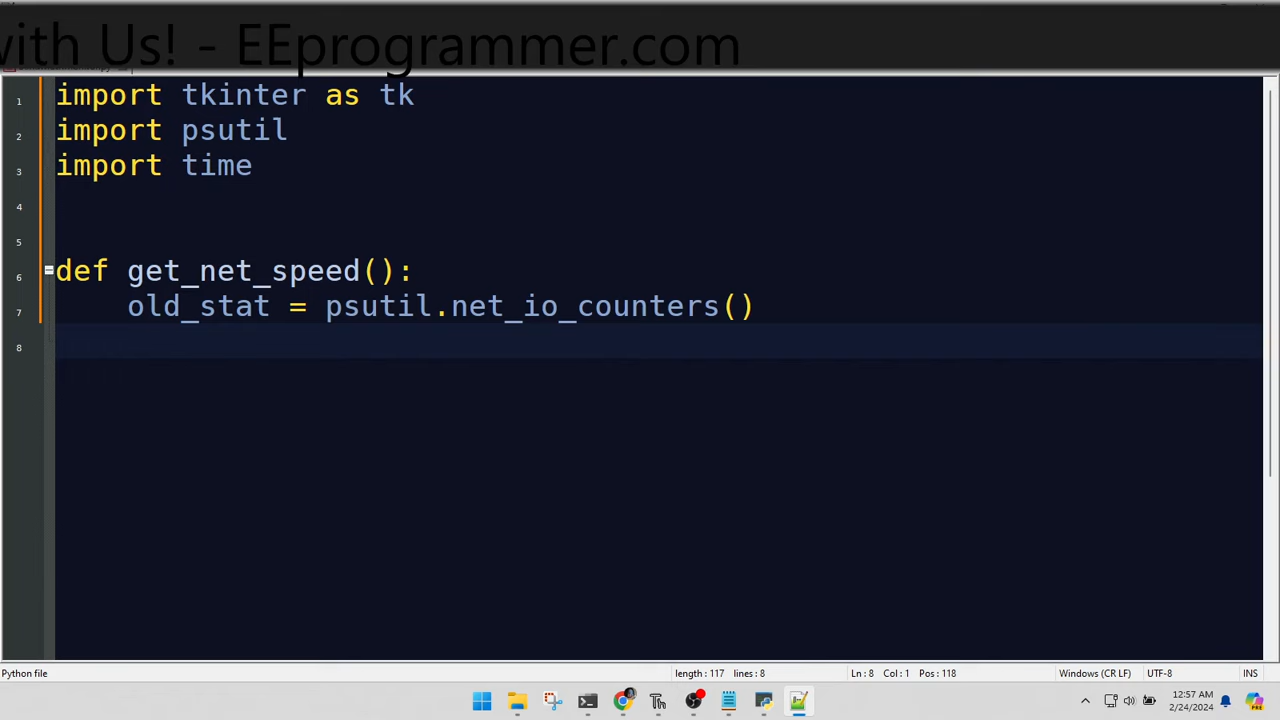 with Us! - EEprogrammer.com
1 import tkinter as tk
2 import psutil
3 import time
4
5
6 def get_net_speed():
7 old_stat = psutil.net_io_counters()
8
Python file length : 117 lines : 8 Ln : 8 Col : 1 Pos : 118 Windows (CR LF) UTF-8 INS
12:57 AM
2/24/2024